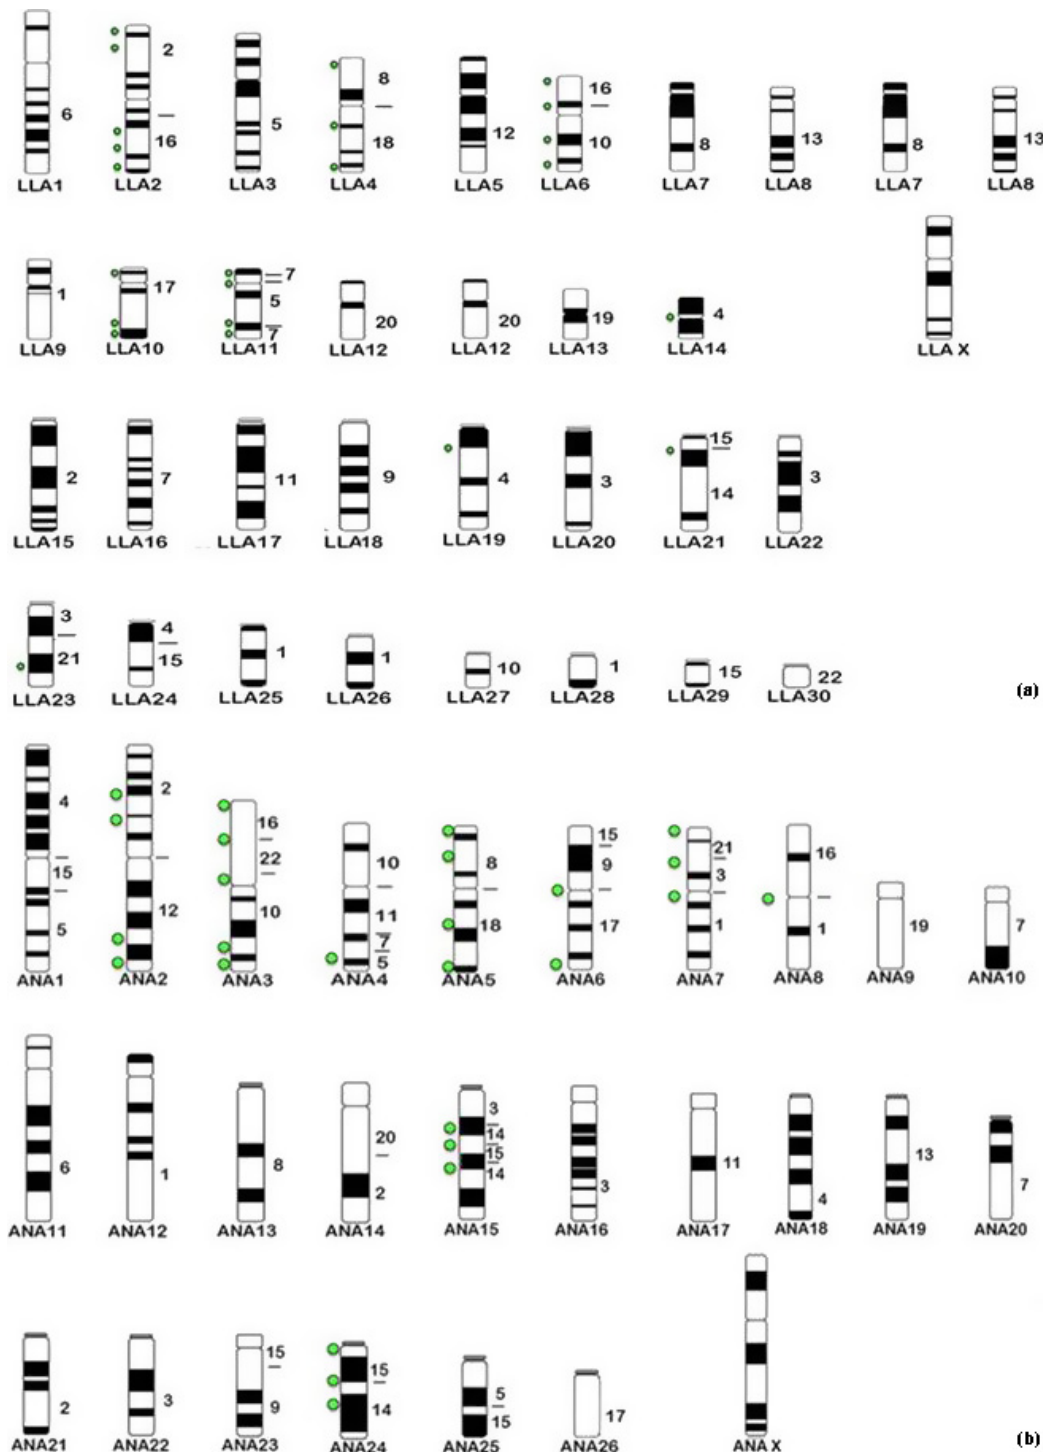 2 16 16 8 8 6 5 18 12 10 8 13 8 13
LLA1 LLA2 LLA3 LLA4 LLA5 LLA6 LLA7 LLA8 LLA7 LLA8
1 17 7 5 7 20 20 19 4
LLA9 LLA10 LLA11 LLA12 LLA12 LLA13 LLA14 LLA X
2 7 11 9 4 3 15 14 3
LLA15 LLA16 LLA17 LLA18 LLA19 LLA20 LLA21 LLA22
3 21 4 15 1 1 10 1 15 22
LLA23 LLA24 LLA25 LLA26 LLA27 LLA28 LLA29 LLA30 (a)
4 15 5 2 12 16 22 10 10 11 7 5 8 18 15 9 17 21 3 1 16 1 19 7
ANA1 ANA2 ANA3 ANA4 ANA5 ANA6 ANA7 ANA8 ANA9 ANA10
6 1 8 20 2 3 14 15 14 3 11 4 13 7
ANA11 ANA12 ANA13 ANA14 ANA15 ANA16 ANA17 ANA18 ANA19 ANA20
2 3 15 9 15 14 5 15 17
ANA21 ANA22 ANA23 ANA24 ANA25 ANA26 ANA X (b)